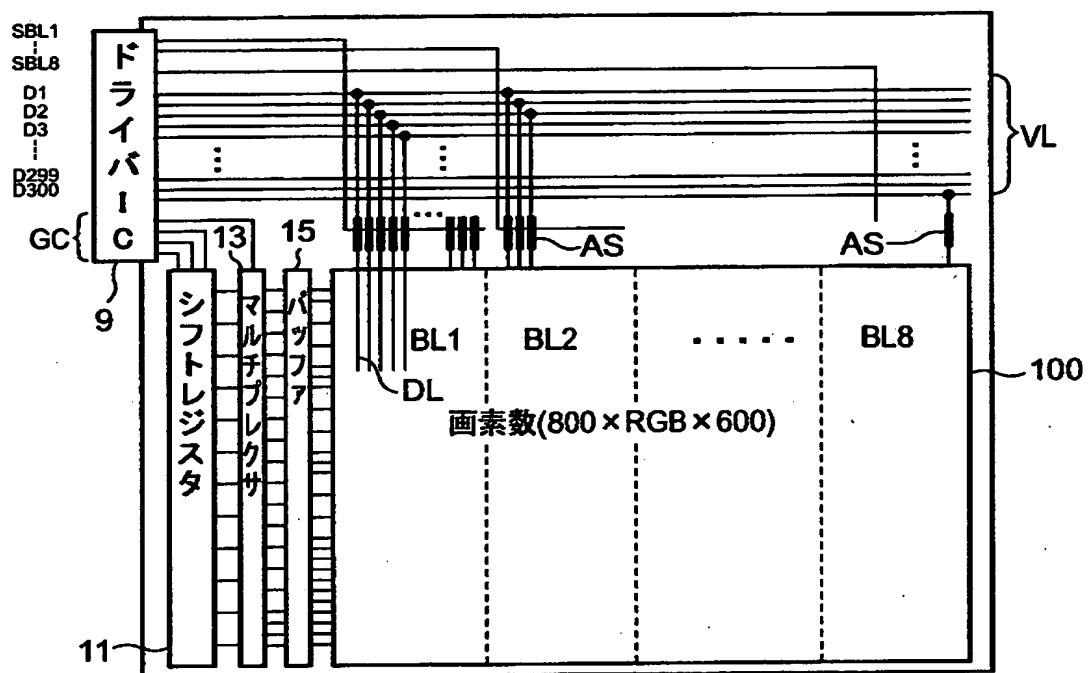 SBL1
SBL8
D1
D2
D3
D299
D300
GC
ドライバーIC
VL
13
15
AS
AS
9
シフトレジスタ
マルチプレクサ
バッファ
BL1
BL2
BL8
DL
100
画素数(800×RGB×600)
11